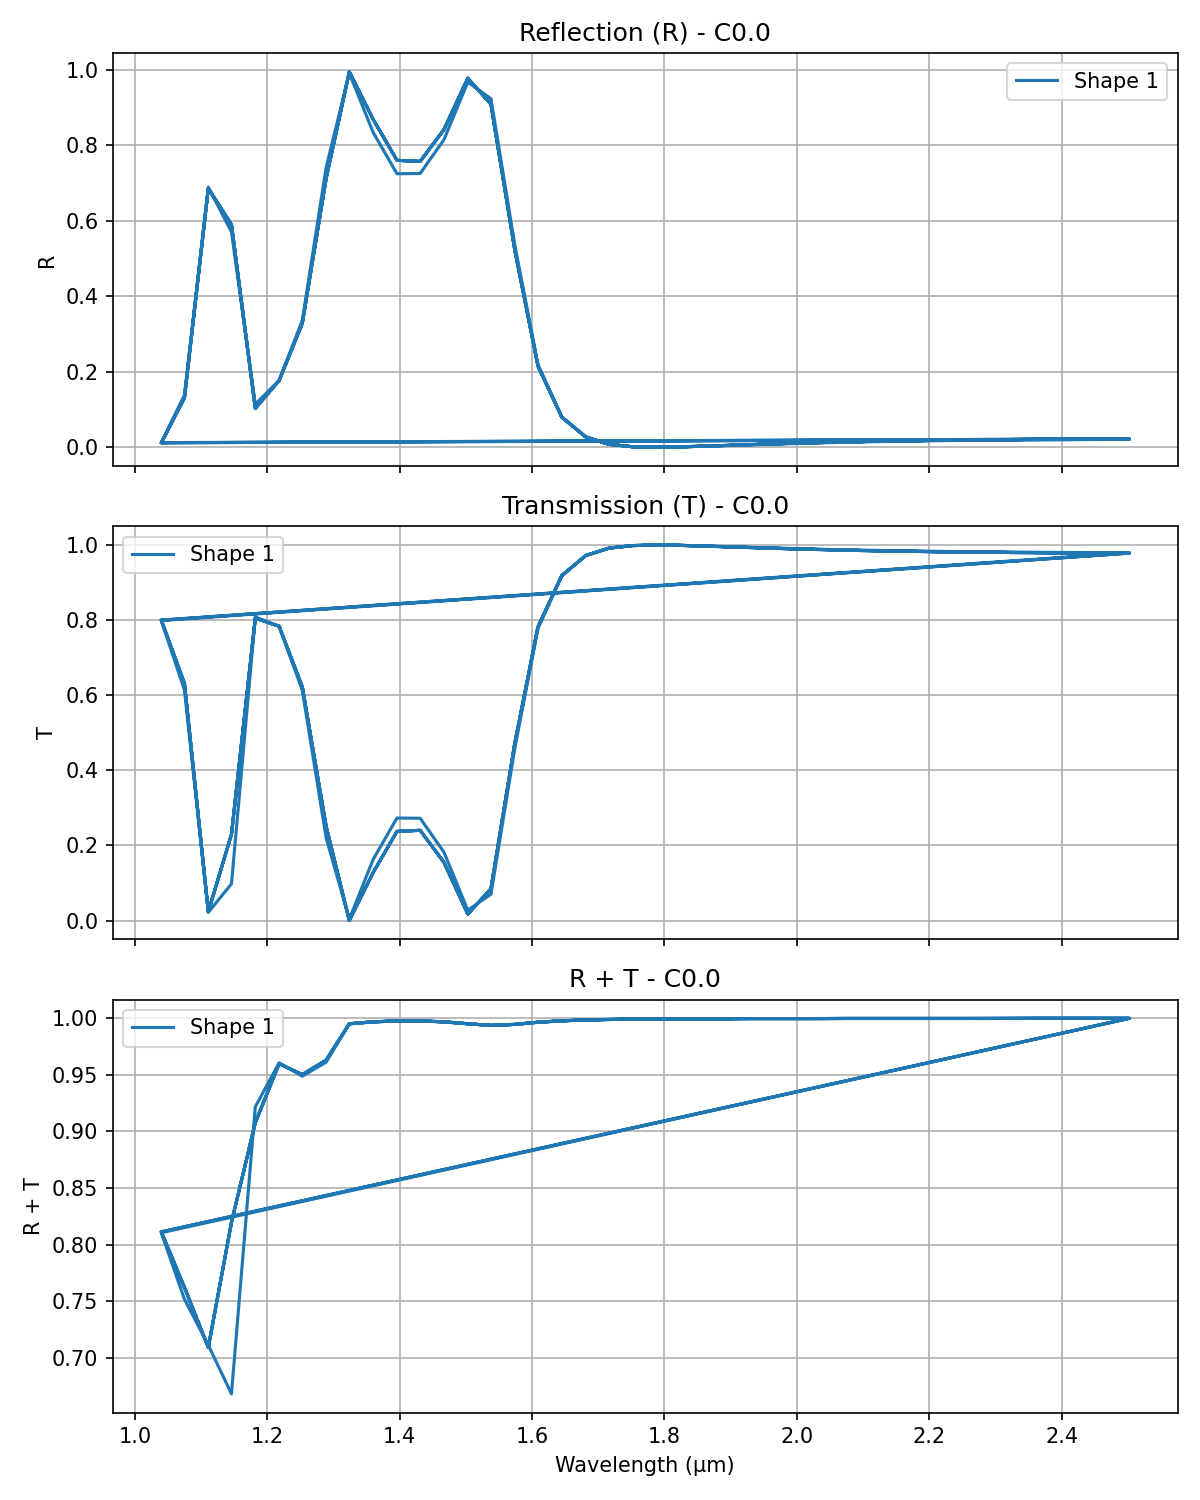 Reflection (R) - C0.0
1.0
0.8
0.6
0.4
0.2
0.0
R
Shape 1
Transmission (T) - C0.0
1.0
0.8
0.6
0.4
0.2
0.0
T
Shape 1
R + T - C0.0
1.00
0.95
0.90
0.85
0.80
0.75
0.70
R + T
Shape 1
1.0 1.2 1.4 1.6 1.8 2.0 2.2 2.4
Wavelength (μm)